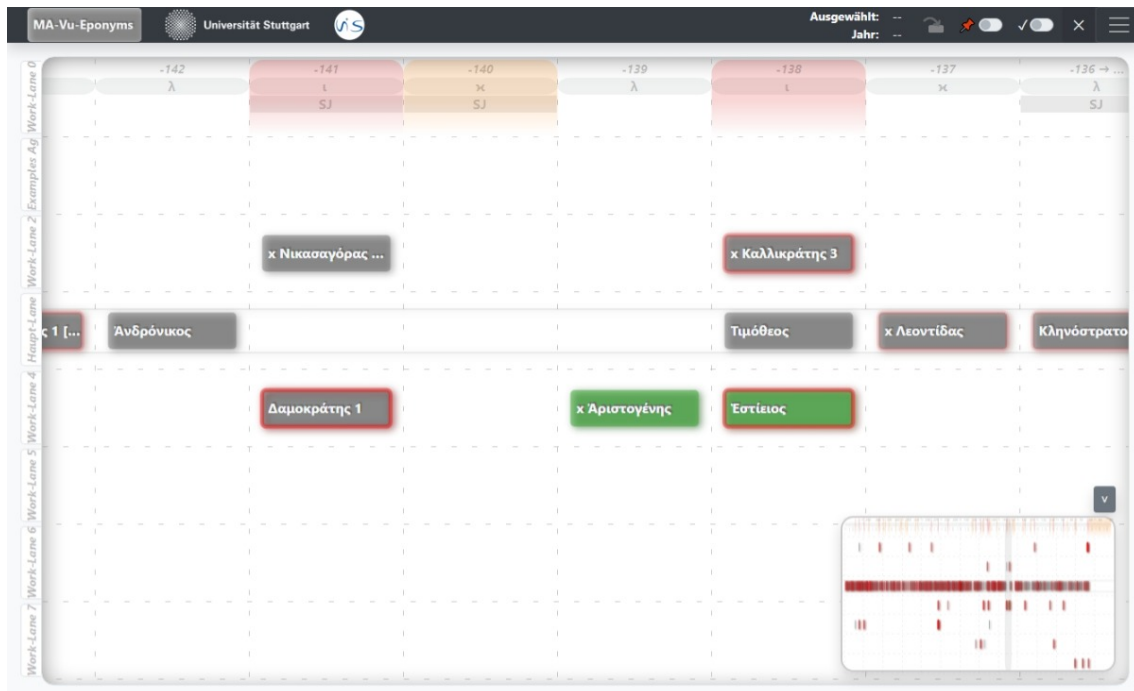 MA-Vu-Eponyms Universität Stuttgart VIS Ausgewählt: --
Jahr: --
-142 -141 -140 -139 -138 -137 -136 → ...
λ ι ϰ λ ι ϰ λ
SJ SJ SJ
Work-Lane 0
Examples Ag
Work-Lane 2
x Νικασαγόρας ... x Καλλικράτης 3
Haupt-Lane
ς 1 [... Ἀνδρόνικος Τιμόθεος x Λεοντίδας Κληνόστρατο
Work-Lane 4
Δαμοκράτης 1 x Ἀριστογένης Ἑστίειος
Work-Lane 5
v
Work-Lane 6
Work-Lane 7